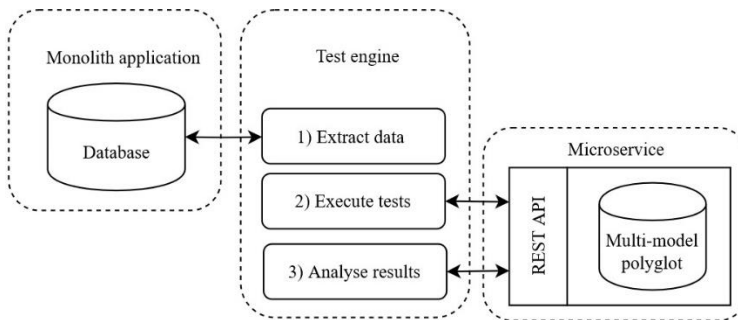 Monolith application
Database
Test engine
1) Extract data
2) Execute tests
3) Analyse results
Microservice
REST API
Multi-model
polyglot